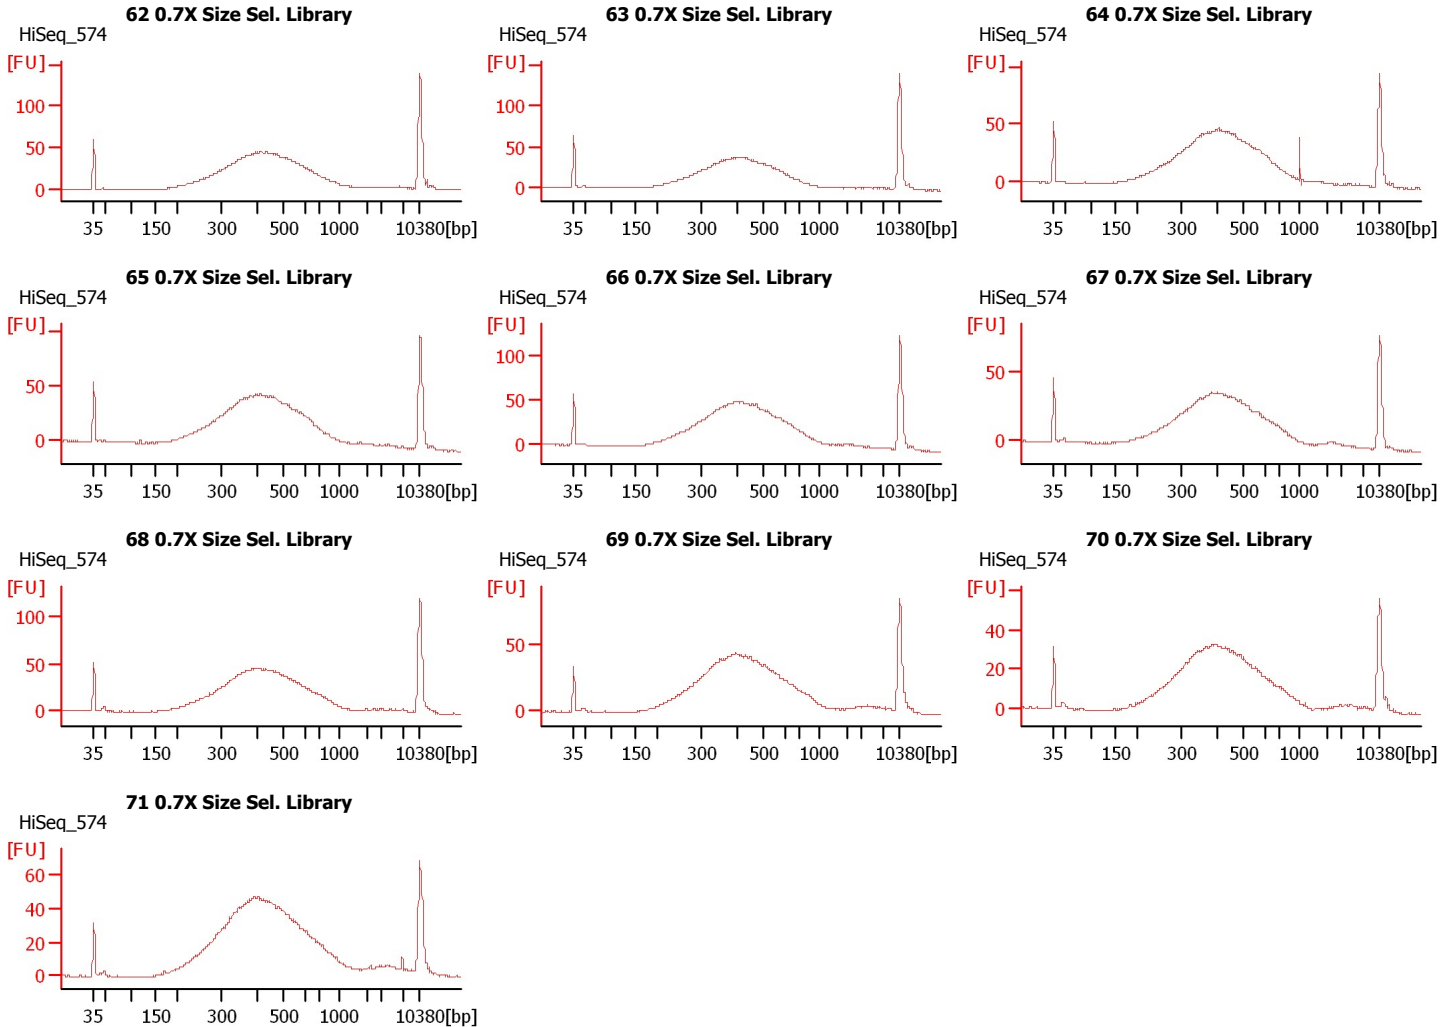 62 0.7X Size Sel. Library
HiSeq_574
[FU]
100
50
0
35 150 300 500 1000 10380[bp]
63 0.7X Size Sel. Library
HiSeq_574
[FU]
100
50
0
35 150 300 500 1000 10380[bp]
64 0.7X Size Sel. Library
HiSeq_574
[FU]
50
0
35 150 300 500 1000 10380[bp]
65 0.7X Size Sel. Library
HiSeq_574
[FU]
50
0
35 150 300 500 1000 10380[bp]
66 0.7X Size Sel. Library
HiSeq_574
[FU]
100
50
0
35 150 300 500 1000 10380[bp]
67 0.7X Size Sel. Library
HiSeq_574
[FU]
50
0
35 150 300 500 1000 10380[bp]
68 0.7X Size Sel. Library
HiSeq_574
[FU]
100
50
0
35 150 300 500 1000 10380[bp]
69 0.7X Size Sel. Library
HiSeq_574
[FU]
50
0
35 150 300 500 1000 10380[bp]
70 0.7X Size Sel. Library
HiSeq_574
[FU]
40
20
0
35 150 300 500 1000 10380[bp]
71 0.7X Size Sel. Library
HiSeq_574
[FU]
60
40
20
0
35 150 300 500 1000 10380[bp]